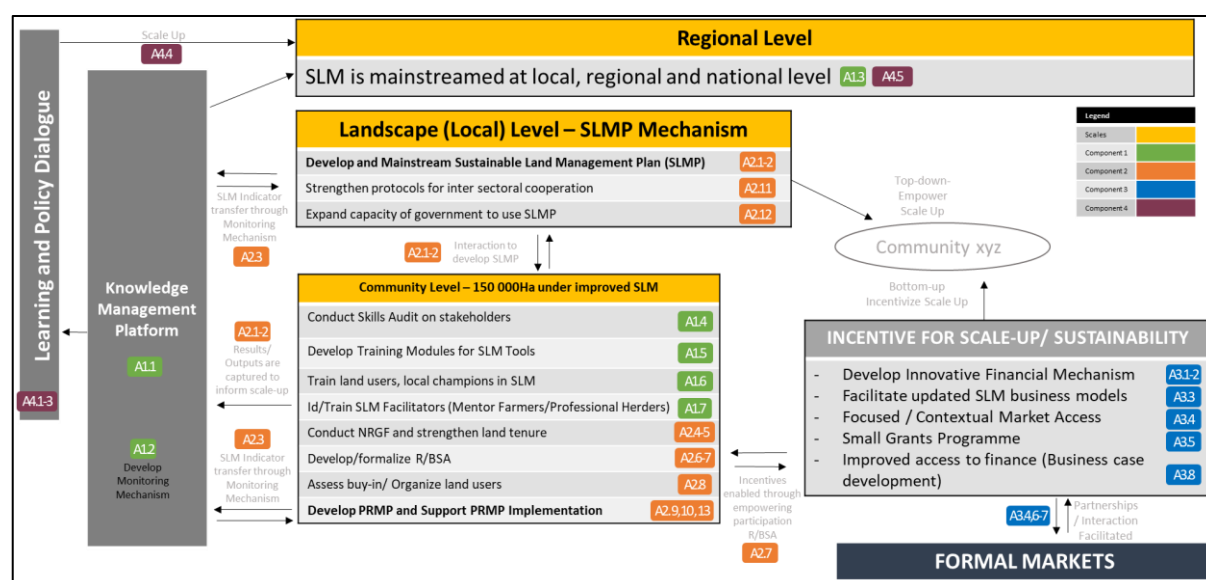 Learning and Policy Dialogue
A4.1-3
Scale Up
A4.4
Regional Level
SLM is mainstreamed at local, regional and national level A1.3 A4.5
Knowledge
Management
Platform
A1.1
A1.2
Develop
Monitoring
Mechanism
Landscape (Local) Level – SLMP Mechanism
Develop and Mainstream Sustainable Land Management Plan (SLMP) A2.1-2
Strengthen protocols for inter sectoral cooperation A2.11
Expand capacity of government to use SLMP A2.12
SLM Indicator
transfer through
Monitoring
Mechanism
A2.3
A2.1-2
Interaction to
develop SLMP
Community Level – 150 000Ha under improved SLM
Conduct Skills Audit on stakeholders A1.4
Develop Training Modules for SLM Tools A1.5
Train land users, local champions in SLM A1.6
Id/Train SLM Facilitators (Mentor Farmers/Professional Herders) A1.7
Conduct NRGF and strengthen land tenure A2.4-5
Develop/formalize R/BSA A2.6-7
Assess buy-in/ Organize land users A2.8
Develop PRMP and Support PRMP Implementation A2.9,10, 13
A2.1-2
Results/
Outputs are
captured to
inform scale-up
A2.3
SLM Indicator
transfer through
Monitoring
Mechanism
Legend
Scales
Component 1
Component 2
Component 3
Component 4
Top-down-
Empower
Scale Up
Community xyz
Bottom-up
Incentivize Scale Up
INCENTIVE FOR SCALE-UP/ SUSTAINABILITY
- Develop Innovative Financial Mechanism A3.1-2
- Facilitate updated SLM business models A3.3
- Focused / Contextual Market Access A3.4
- Small Grants Programme A3.5
- Improved access to finance (Business case
development) A3.8
Incentives
enabled through
empowering
participation
R/BSA
A2.7
A3.4,6-7
Partnerships
/ Interaction
Facilitated
FORMAL MARKETS